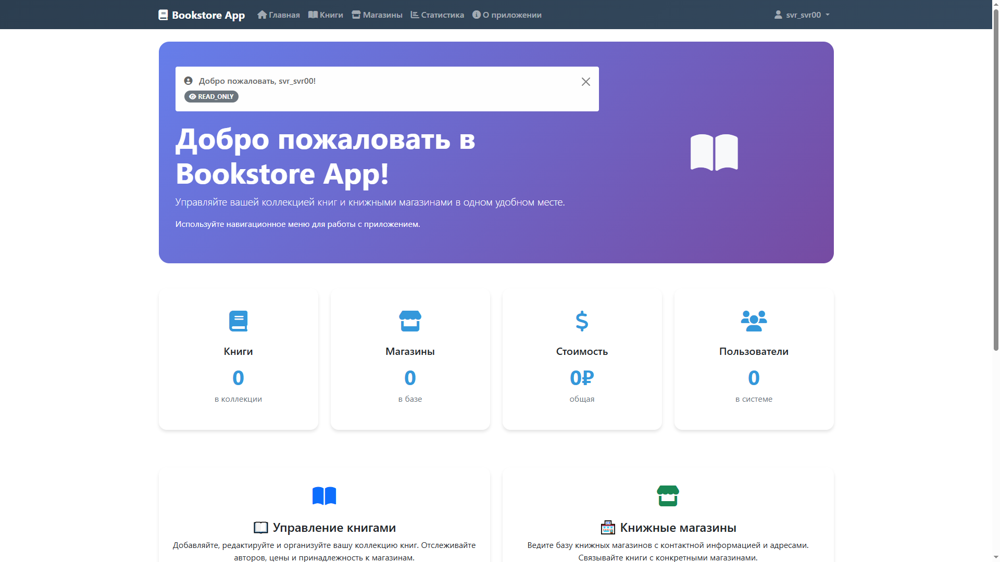 Bookstore App
Главная
Книги
Магазины
Статистика
О приложении
svr_svr00
Добро пожаловать, svr_svr00!
READ_ONLY
Добро пожаловать в
Bookstore App!
Управляйте вашей коллекцией книг и книжными магазинами в одном удобном месте.
Используйте навигационное меню для работы с приложением.
Книги
0
в коллекции
Магазины
0
в базе
Стоимость
0₽
общая
Пользователи
0
в системе
Управление книгами
Добавляйте, редактируйте и организуйте вашу коллекцию книг. Отслеживайте
авторов, цены и принадлежность к магазинам.
Книжные магазины
Ведите базу книжных магазинов с контактной информацией и адресами.
Связывайте книги с конкретными магазинами.